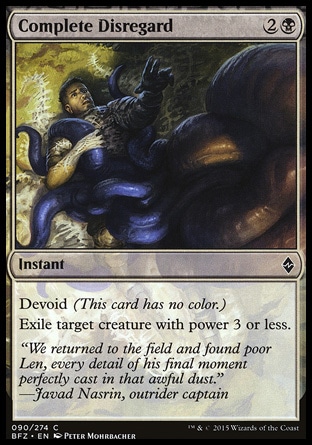 Complete Disregard 2
Instant
Devoid (This card has no color.)
Exile target creature with power 3 or less.
“We returned to the field and found poor
Len, every detail of his final moment
perfectly cast in that awful dust.”
—Javad Nasrin, outrider captain
090/274 C
BFZ • EN Peter Mohrbacher
™ & © 2015 Wizards of the Coast